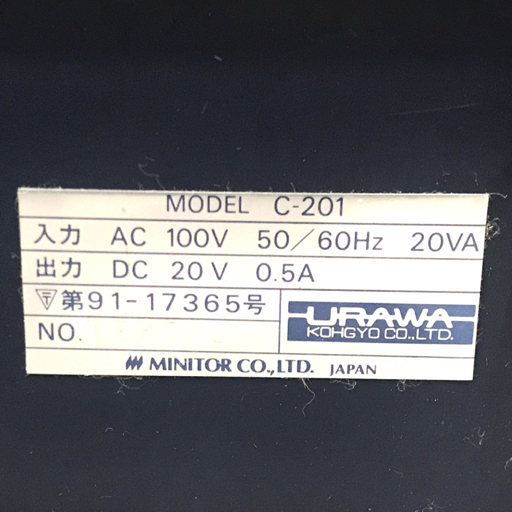 MODEL C-201
入力 AC 100V 50/60Hz 20VA
出力 DC 20V 0.5A
第91-17365号
NO.
URAWA
KOHGYO CO.,LTD.
MINITOR CO.,LTD. JAPAN